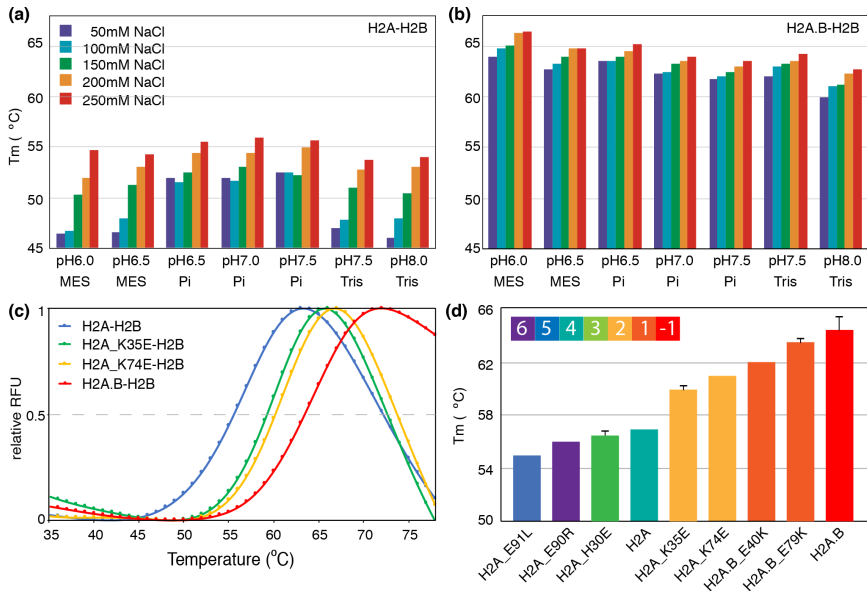 (a)
H2A-H2B
50mM NaCl
100mM NaCl
150mM NaCl
200mM NaCl
250mM NaCl
Tm ( °C)
65
60
55
50
45
pH6.0 pH6.5 pH6.5 pH7.0 pH7.5 pH7.5 pH8.0
MES MES Pi Pi Pi Tris Tris
(b)
H2A.B-H2B
65
60
55
50
45
pH6.0 pH6.5 pH6.5 pH7.0 pH7.5 pH7.5 pH8.0
MES MES Pi Pi Pi Tris Tris
(c)
H2A-H2B
H2A_K35E-H2B
H2A_K74E-H2B
H2A.B-H2B
relative RFU
1
0.5
0
35 40 45 50 55 60 65 70 75
Temperature (°C)
(d)
6 5 4 3 2 1 -1
Tm ( °C)
66
62
58
54
50
H2A_E91L
H2A_E90R
H2A_H30E
H2A
H2A_K35E
H2A_K74E
H2A.B_E40K
H2A.B_E79K
H2A.B